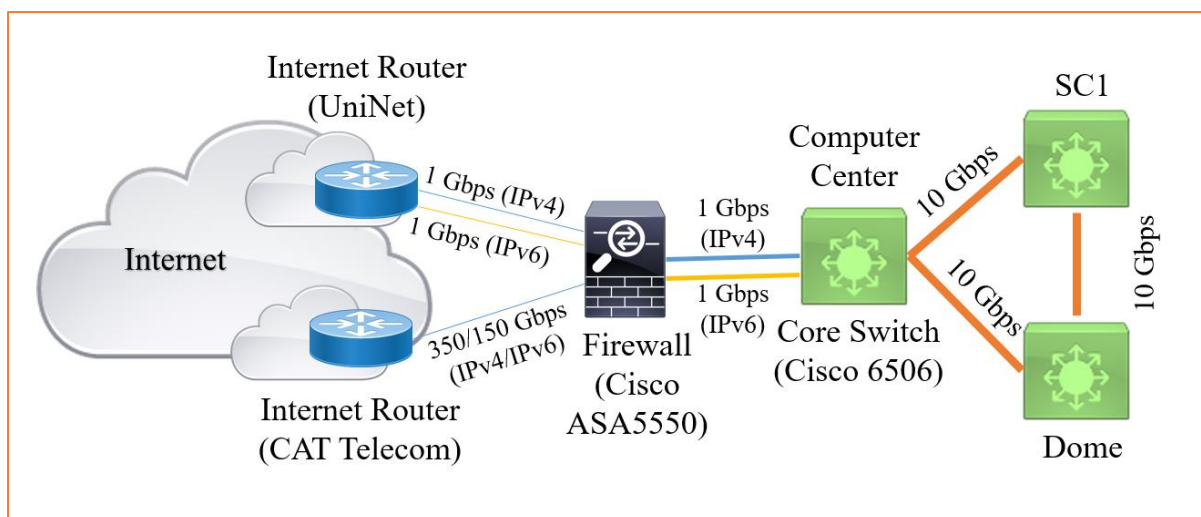 Internet Router
(UniNet)
Internet
1 Gbps (IPv4)
1 Gbps (IPv6)
350/150 Gbps
(IPv4/IPv6)
Internet Router
(CAT Telecom)
Firewall
(Cisco
ASA5550)
1 Gbps
(IPv4)
1 Gbps
(IPv6)
Computer
Center
Core Switch
(Cisco 6506)
10 Gbps
10 Gbps
SC1
10 Gbps
Dome